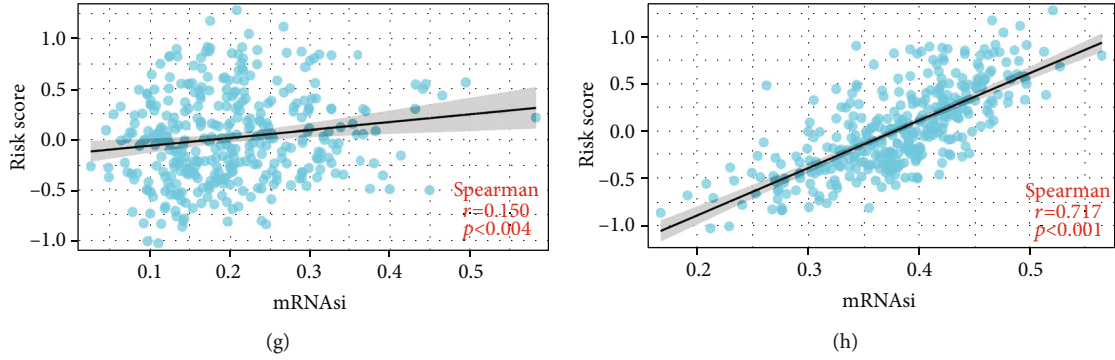 1.0
0.5
0.0
−0.5
−1.0
Risk score
Spearman
r=0.150
p<0.004
0.1 0.2 0.3 0.4 0.5
mRNAsi
(g)
1.0
0.5
0.0
−0.5
−1.0
Risk score
Spearman
r=0.717
p<0.001
0.2 0.3 0.4 0.5
mRNAsi
(h)